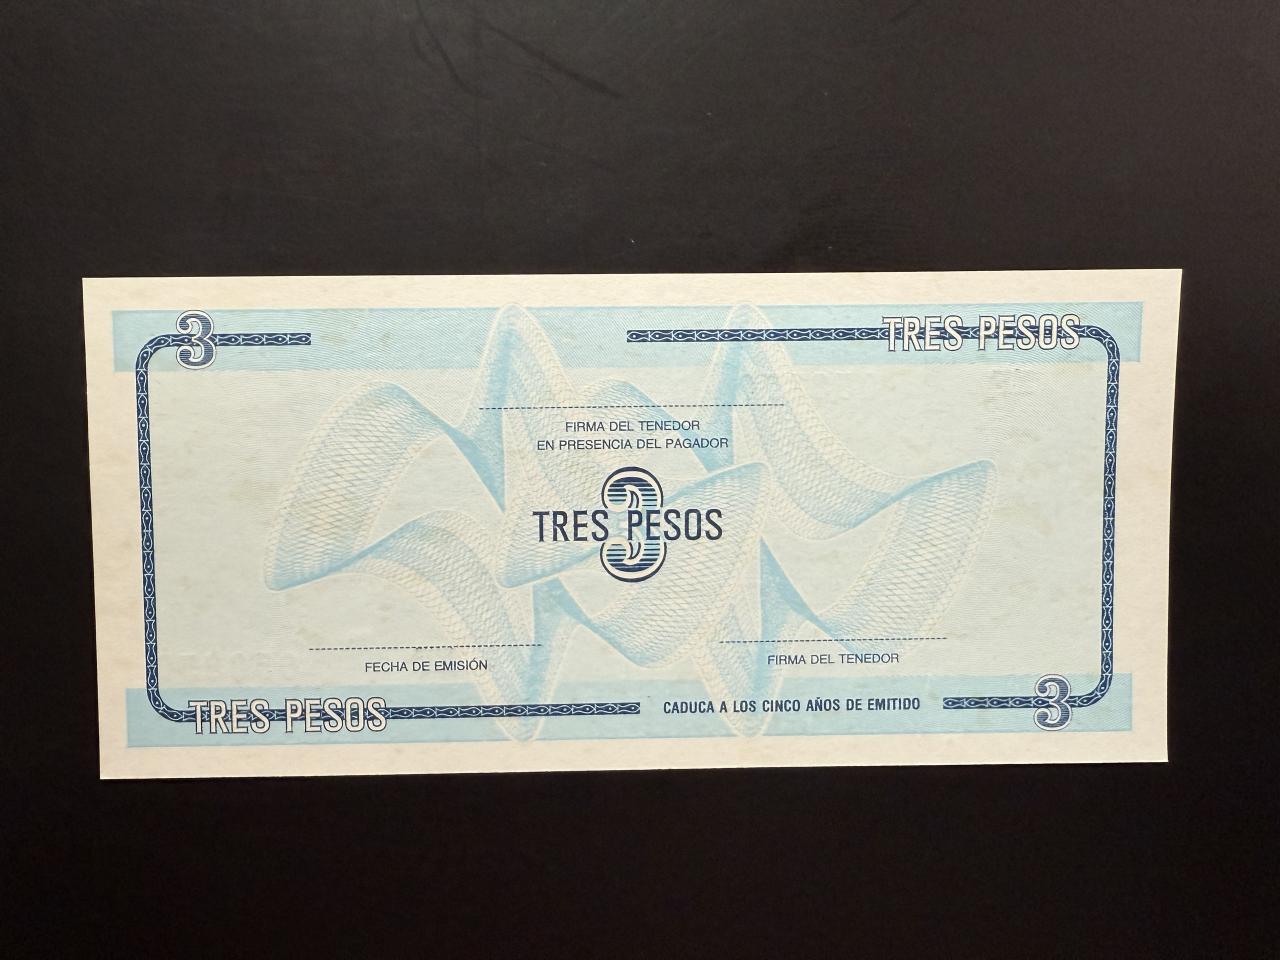 3
TRES PESOS
FIRMA DEL TENEDOR
EN PRESENCIA DEL PAGADOR
3
TRES PESOS
FECHA DE EMISIÓN
FIRMA DEL TENEDOR
TRES PESOS
CADUCA A LOS CINCO AÑOS DE EMITIDO
3